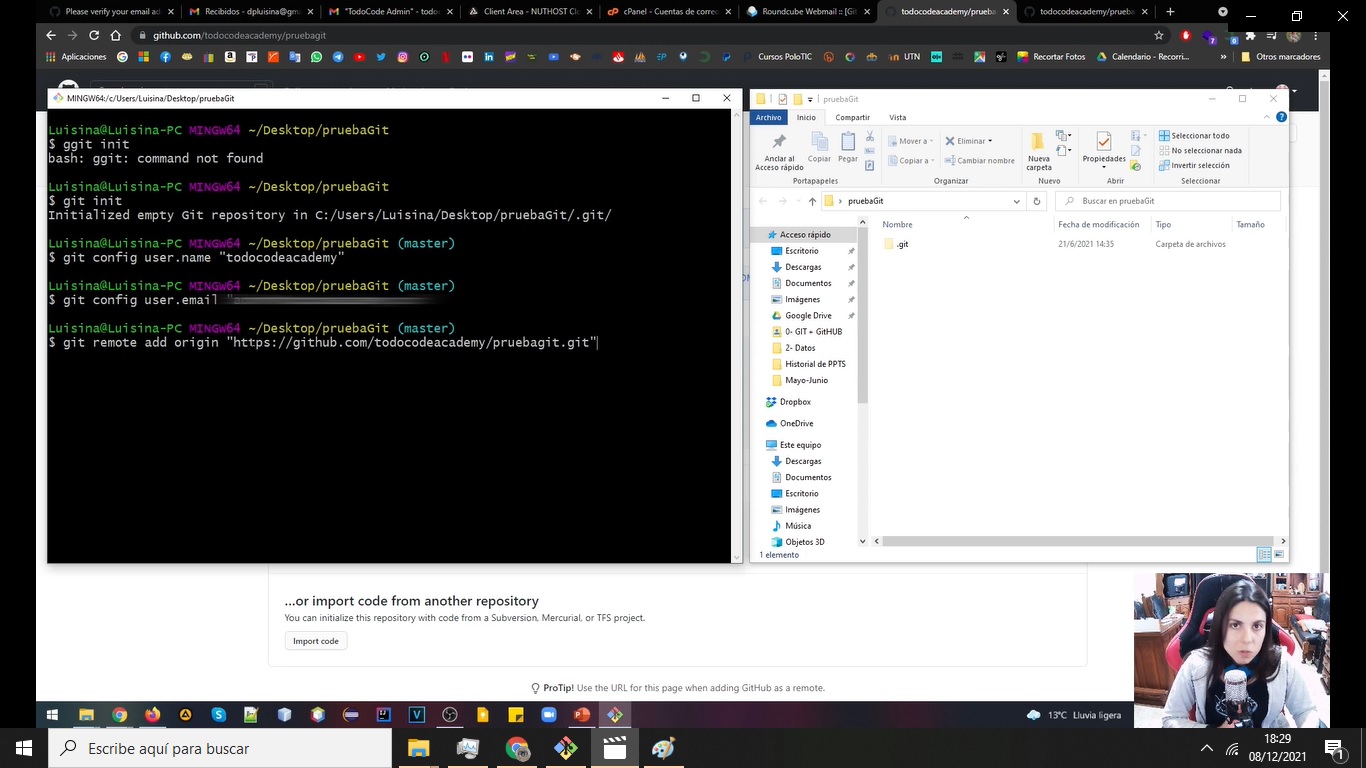 Please verify your email ad
Recibidos - dpluisina@gm
"TodoCode Admin" - todoc
Client Area - NUTHOST Clo
cPanel - Cuentas de correo
Roundcube Webmail :: [Git
todocodeacademy/prueba
todocodeacademy/prueba
github.com/todocodeacademy/pruebagit
Aplicaciones
Cursos PoloTIC
UTN
Recortar Fotos
Calendario - Recorri...
Otros marcadores
MINGW64:/c/Users/Luisina/Desktop/pruebaGit
Luisina@Luisina-PC MINGW64 ~/Desktop/pruebaGit
$ ggit init
bash: ggit: command not found
Luisina@Luisina-PC MINGW64 ~/Desktop/pruebaGit
$ git init
Initialized empty Git repository in C:/Users/Luisina/Desktop/pruebaGit/.git/
Luisina@Luisina-PC MINGW64 ~/Desktop/pruebaGit (master)
$ git config user.name "todocodeacademy"
Luisina@Luisina-PC MINGW64 ~/Desktop/pruebaGit (master)
$ git config user.email
Luisina@Luisina-PC MINGW64 ~/Desktop/pruebaGit (master)
$ git remote add origin "https://github.com/todocodeacademy/pruebagit.git"
pruebaGit
Archivo Inicio Compartir Vista
Anclar al Acceso rápido
Copiar
Pegar
Portapapeles
Mover a
Copiar a
Eliminar
Cambiar nombre
Organizar
Nueva carpeta
Nuevo
Propiedades
Abrir
Seleccionar todo
No seleccionar nada
Invertir selección
Seleccionar
pruebaGit
Buscar en pruebaGit
Nombre Fecha de modificación Tipo Tamaño
.git 21/6/2021 14:35 Carpeta de archivos
Acceso rápido
Escritorio
Descargas
Documentos
Imágenes
Google Drive
0- GIT + GitHUB
2- Datos
Historial de PPTS
Mayo-Junio
Dropbox
OneDrive
Este equipo
Descargas
Documentos
Escritorio
Imágenes
Música
Objetos 3D
1 elemento
...or import code from another repository
You can initialize this repository with code from a Subversion, Mercurial, or TFS project.
Import code
ProTip! Use the URL for this page when adding GitHub as a remote.
13°C Lluvia ligera
Escribe aquí para buscar
18:29
08/12/2021
1